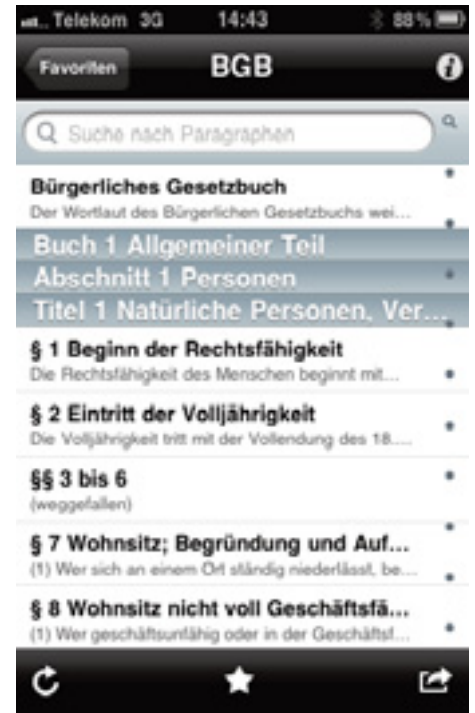 Telekom 3G 14:43 88%
Favoriten BGB
Suche nach Paragraphen
Bürgerliches Gesetzbuch
Der Wortlaut des Bürgerlichen Gesetzbuchs wei...
Buch 1 Allgemeiner Teil
Abschnitt 1 Personen
Titel 1 Natürliche Personen, Ver...
§ 1 Beginn der Rechtsfähigkeit
Die Rechtsfähigkeit des Menschen beginnt mit...
§ 2 Eintritt der Volljährigkeit
Die Volljährigkeit tritt mit der Vollendung des 18....
§§ 3 bis 6
(weggefallen)
§ 7 Wohnsitz; Begründung und Auf...
(1) Wer sich an einem Ort ständig niederlässt, be...
§ 8 Wohnsitz nicht voll Geschäftsfä...
(1) Wer geschäftsunfähig oder in der Geschäftsf...